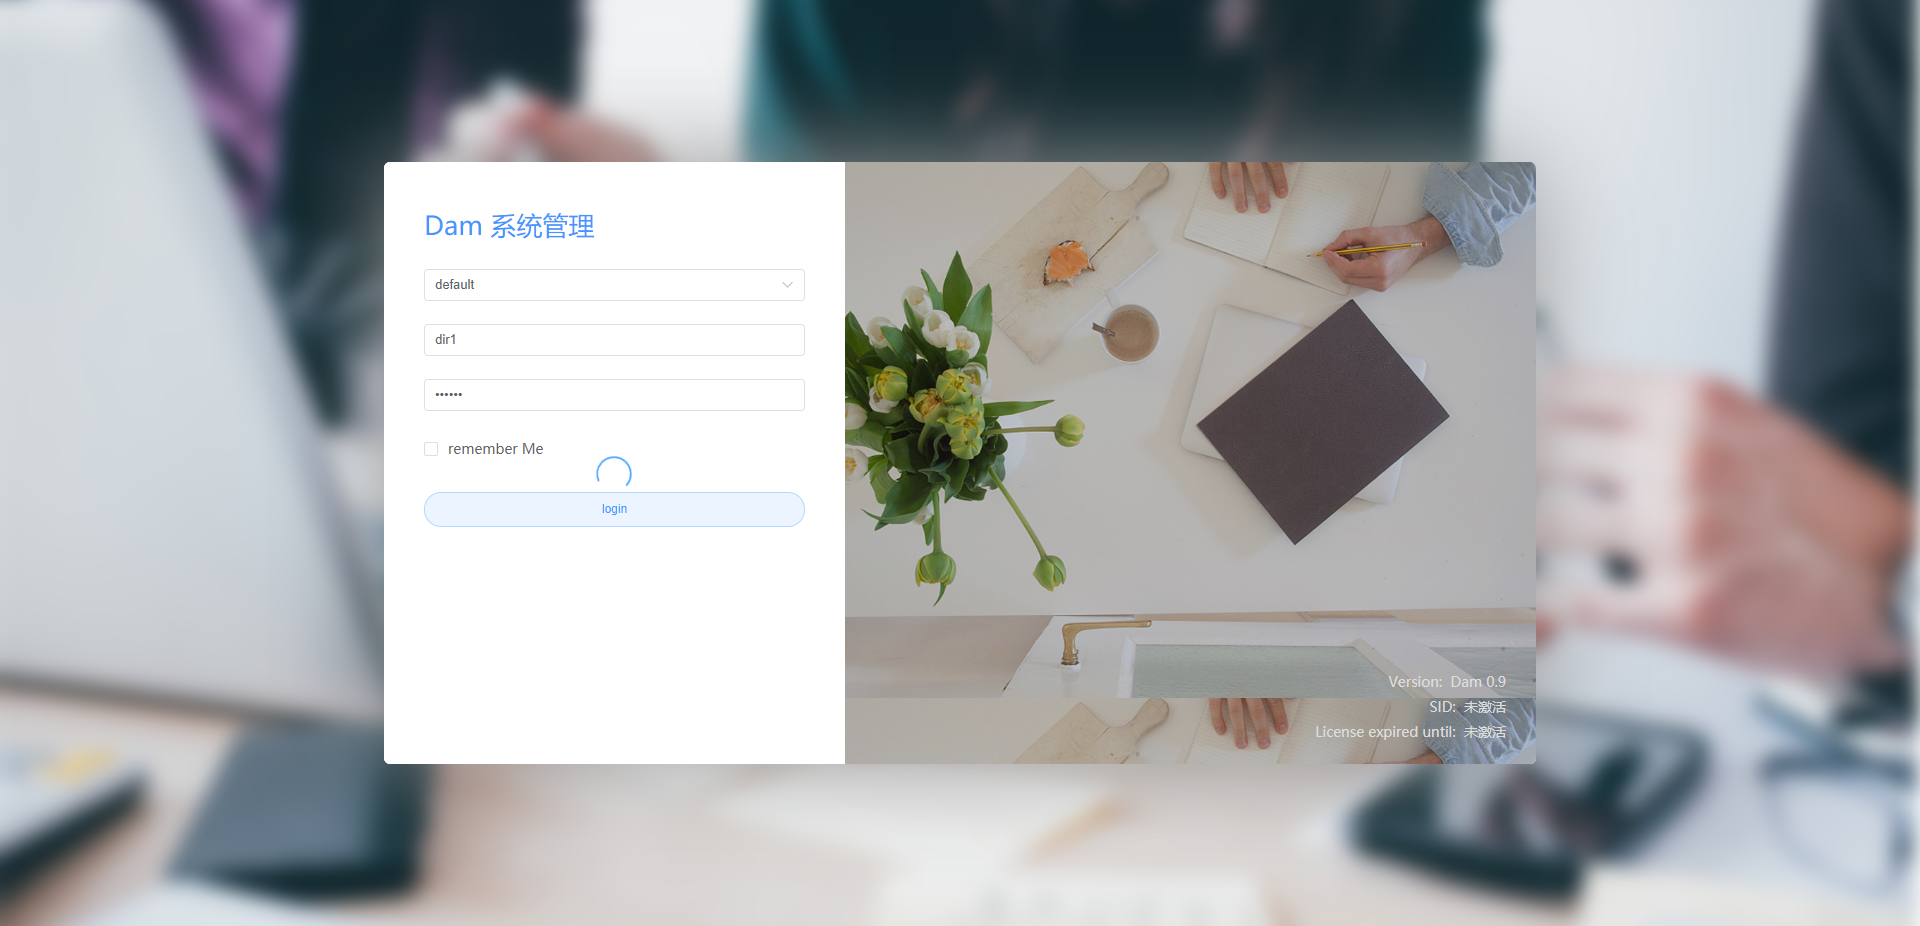 Dam 系统管理
default
dir1
••••••
remember Me
login
Version: Dam 0.9
SID: 未激活
License expired until: 未激活